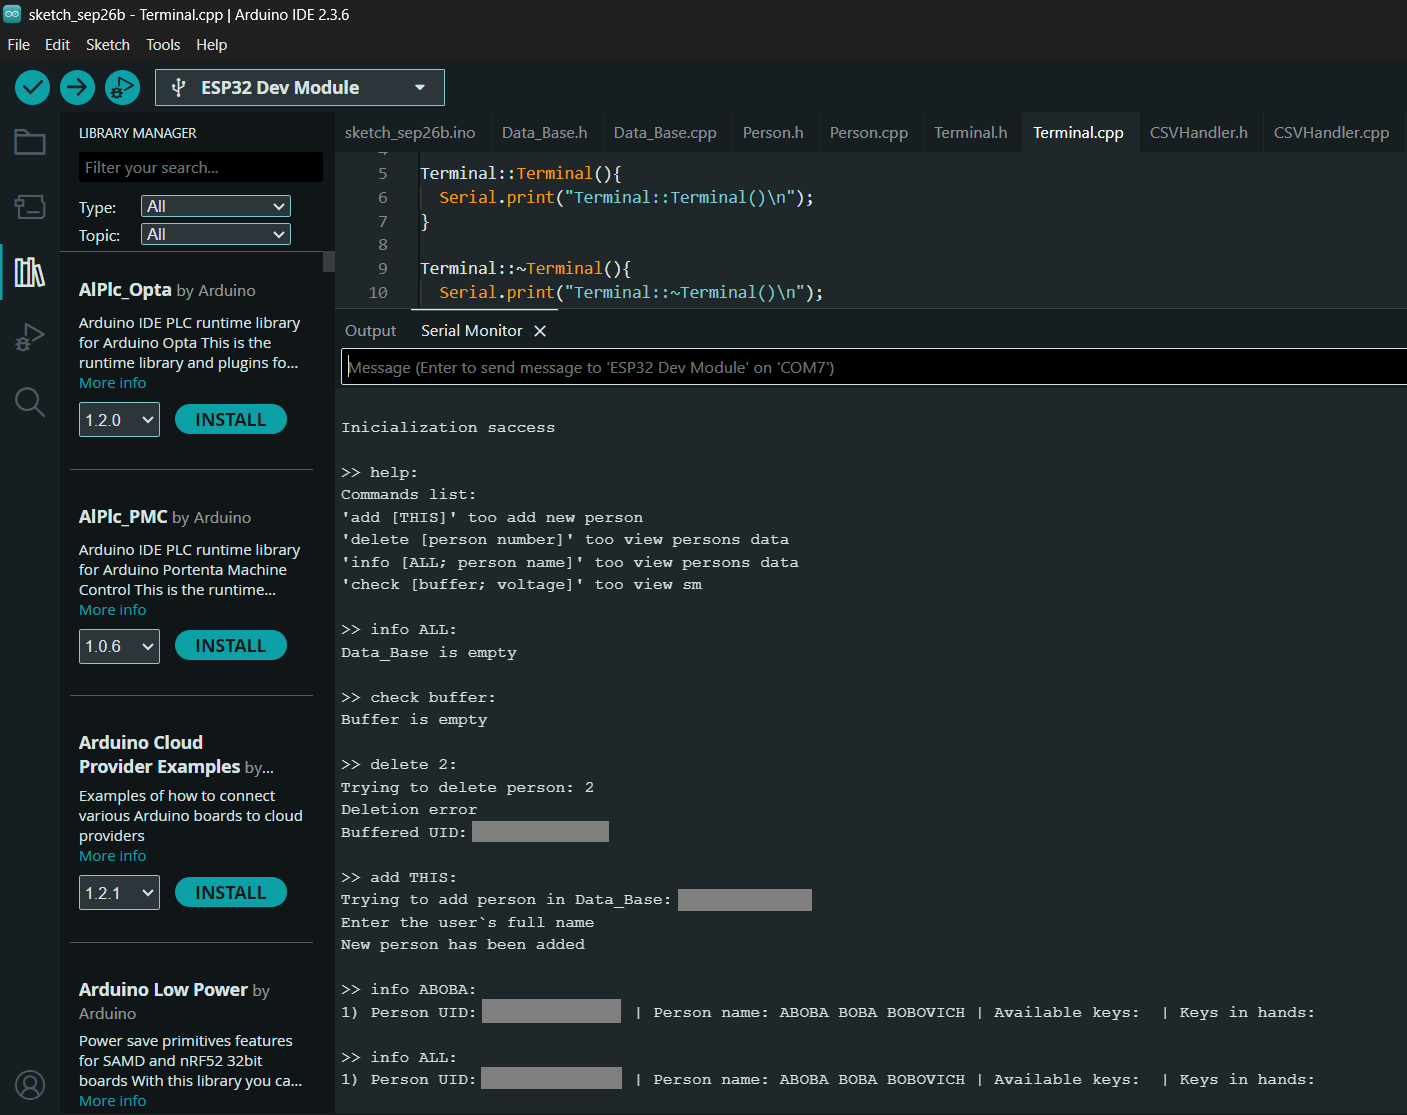 sketch_sep26b - Terminal.cpp | Arduino IDE 2.3.6
File Edit Sketch Tools Help
ESP32 Dev Module
LIBRARY MANAGER
Filter your search...
Type: All
Topic: All
AlPlc_Opta by Arduino
Arduino IDE PLC runtime library
for Arduino Opta This is the
runtime library and plugins fo...
More info
1.2.0 INSTALL
AlPlc_PMC by Arduino
Arduino IDE PLC runtime library
for Arduino Portenta Machine
Control This is the runtime...
More info
1.0.6 INSTALL
Arduino Cloud
Provider Examples by...
Examples of how to connect
various Arduino boards to cloud
providers
More info
1.2.1 INSTALL
Arduino Low Power by
Arduino
Power save primitives features
for SAMD and nRF52 32bit
boards With this library you ca...
More info
sketch_sep26b.ino Data_Base.h Data_Base.cpp Person.h Person.cpp Terminal.h Terminal.cpp CSVHandler.h CSVHandler.cpp
5 Terminal::Terminal(){
6 Serial.print("Terminal::Terminal()\n");
7 }
8
9 Terminal::~Terminal(){
10 Serial.print("Terminal::~Terminal()\n");
Output Serial Monitor
Message (Enter to send message to 'ESP32 Dev Module' on 'COM7')
Inicialization saccess
>> help:
Commands list:
'add [THIS]' too add new person
'delete [person number]' too view persons data
'info [ALL; person name]' too view persons data
'check [buffer; voltage]' too view sm
>> info ALL:
Data_Base is empty
>> check buffer:
Buffer is empty
>> delete 2:
Trying to delete person: 2
Deletion error
Buffered UID:
>> add THIS:
Trying to add person in Data_Base:
Enter the user`s full name
New person has been added
>> info ABOBA:
1) Person UID: | Person name: ABOBA BOBA BOBOVICH | Available keys: | Keys in hands:
>> info ALL:
1) Person UID: | Person name: ABOBA BOBA BOBOVICH | Available keys: | Keys in hands: